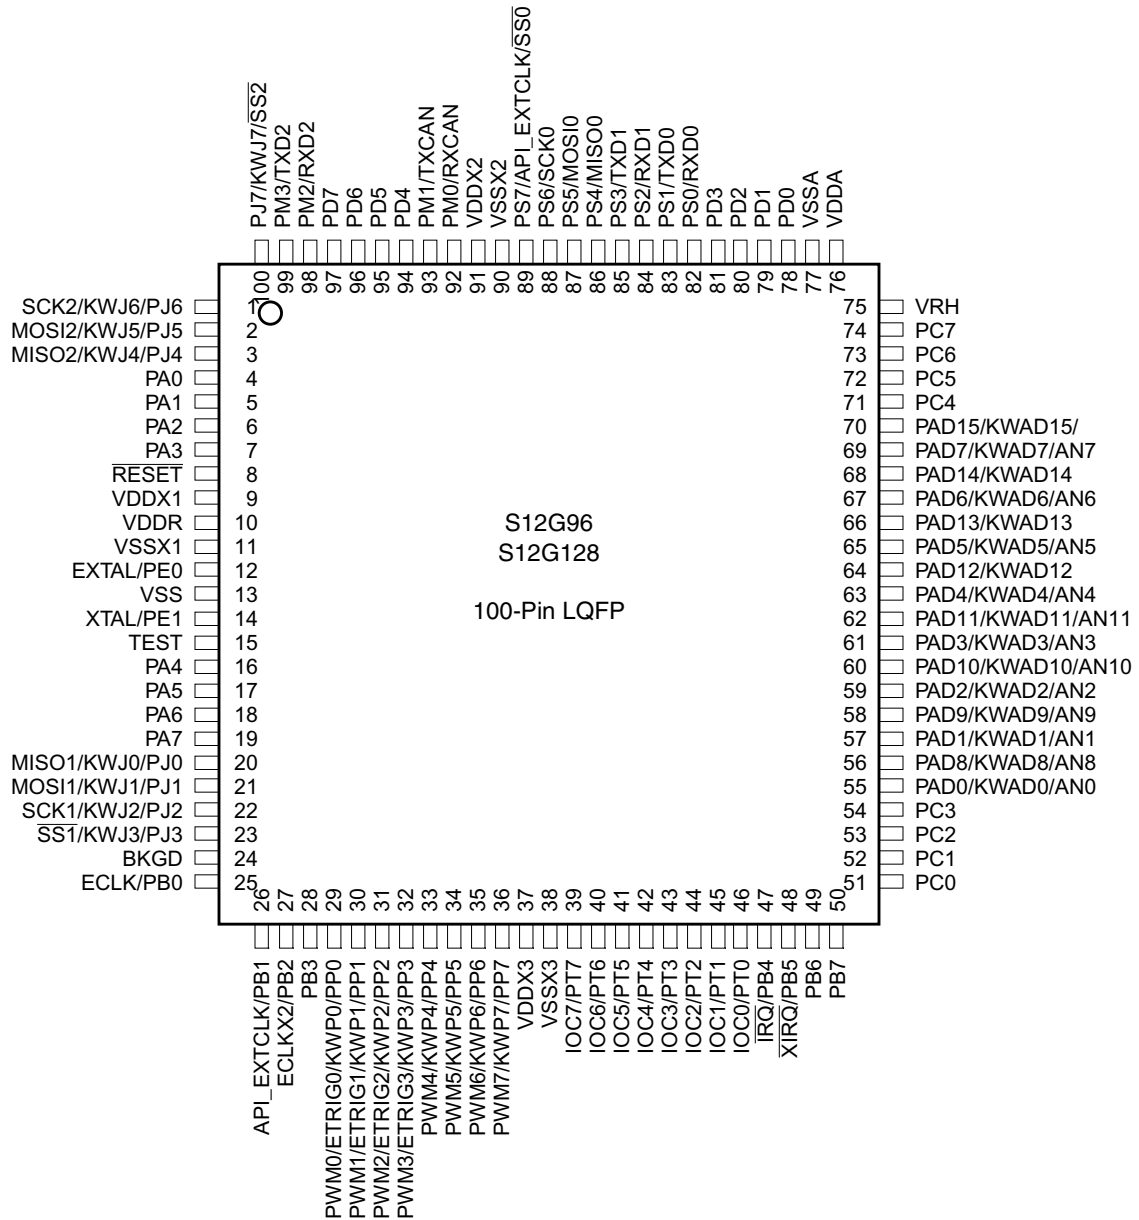 PJ7/KWJ7/SS2
PM3/TXD2
PM2/RXD2
PD7
PD6
PD5
PD4
PM1/TXCAN
PM0/RXCAN
VDDX2
VSSX2
PS7/API_EXTCLK/SS0
PS6/SCK0
PS5/MOSI0
PS4/MISO0
PS3/TXD1
PS2/RXD1
PS1/TXD0
PS0/RXD0
PD3
PD2
PD1
PD0
VSSA
VDDA
100
99
98
97
96
95
94
93
92
91
90
89
88
87
86
85
84
83
82
81
80
79
78
77
76
SCK2/KWJ6/PJ6 1
MOSI2/KWJ5/PJ5 2
MISO2/KWJ4/PJ4 3
PA0 4
PA1 5
PA2 6
PA3 7
RESET 8
VDDX1 9
VDDR 10
VSSX1 11
EXTAL/PE0 12
VSS 13
XTAL/PE1 14
TEST 15
PA4 16
PA5 17
PA6 18
PA7 19
MISO1/KWJ0/PJ0 20
MOSI1/KWJ1/PJ1 21
SCK1/KWJ2/PJ2 22
SS1/KWJ3/PJ3 23
BKGD 24
ECLK/PB0 25
S12G96
S12G128
100-Pin LQFP
75 VRH
74 PC7
73 PC6
72 PC5
71 PC4
70 PAD15/KWAD15/
69 PAD7/KWAD7/AN7
68 PAD14/KWAD14
67 PAD6/KWAD6/AN6
66 PAD13/KWAD13
65 PAD5/KWAD5/AN5
64 PAD12/KWAD12
63 PAD4/KWAD4/AN4
62 PAD11/KWAD11/AN11
61 PAD3/KWAD3/AN3
60 PAD10/KWAD10/AN10
59 PAD2/KWAD2/AN2
58 PAD9/KWAD9/AN9
57 PAD1/KWAD1/AN1
56 PAD8/KWAD8/AN8
55 PAD0/KWAD0/AN0
54 PC3
53 PC2
52 PC1
51 PC0
26
27
28
29
30
31
32
33
34
35
36
37
38
39
40
41
42
43
44
45
46
47
48
49
50
API_EXTCLK/PB1
ECLKX2/PB2
PB3
PWM0/ETRIG0/KWP0/PP0
PWM1/ETRIG1/KWP1/PP1
PWM2/ETRIG2/KWP2/PP2
PWM3/ETRIG3/KWP3/PP3
PWM4/KWP4/PP4
PWM5/KWP5/PP5
PWM6/KWP6/PP6
PWM7/KWP7/PP7
VDDX3
VSSX3
IOC7/PT7
IOC6/PT6
IOC5/PT5
IOC4/PT4
IOC3/PT3
IOC2/PT2
IOC1/PT1
IOC0/PT0
IRQ/PB4
XIRQ/PB5
PB6
PB7